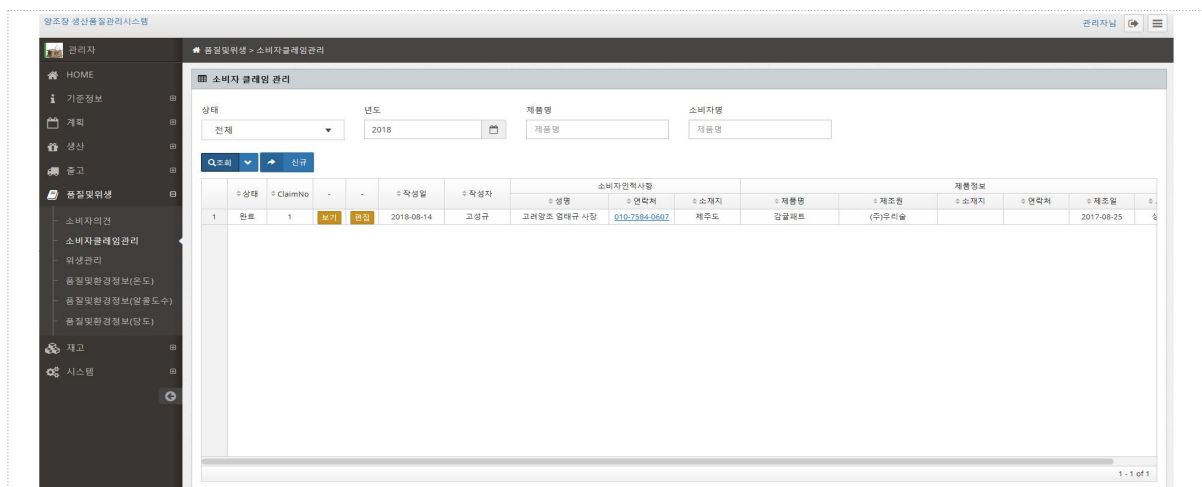 양조장 생산품질관리시스템
관리자님
관리자
품질및위생 > 소비자클레임관리
HOME
기준정보
계획
생산
출고
품질및위생
소비자의견
소비자클레임관리
위생관리
품질및환경정보(온도)
품질및환경정보(알콜도수)
품질및환경정보(당도)
재고
시스템
소비자 클레임 관리
상태 년도 제품명 소비자명
전체 2018 제품명 제품명
조회 신규
소비자인적사항 제품정보
상태 ClaimNo - - 작성일 작성자 성명 연락처 소재지 제품명 제조원 소재지 연락처 제조일
1 완료 1 보기 편집 2018-08-14 고성규 고려양조 엄태규 사장 010-7584-0607 제주도 감귤패트 (주)우리술 2017-08-25
1 - 1 of 1